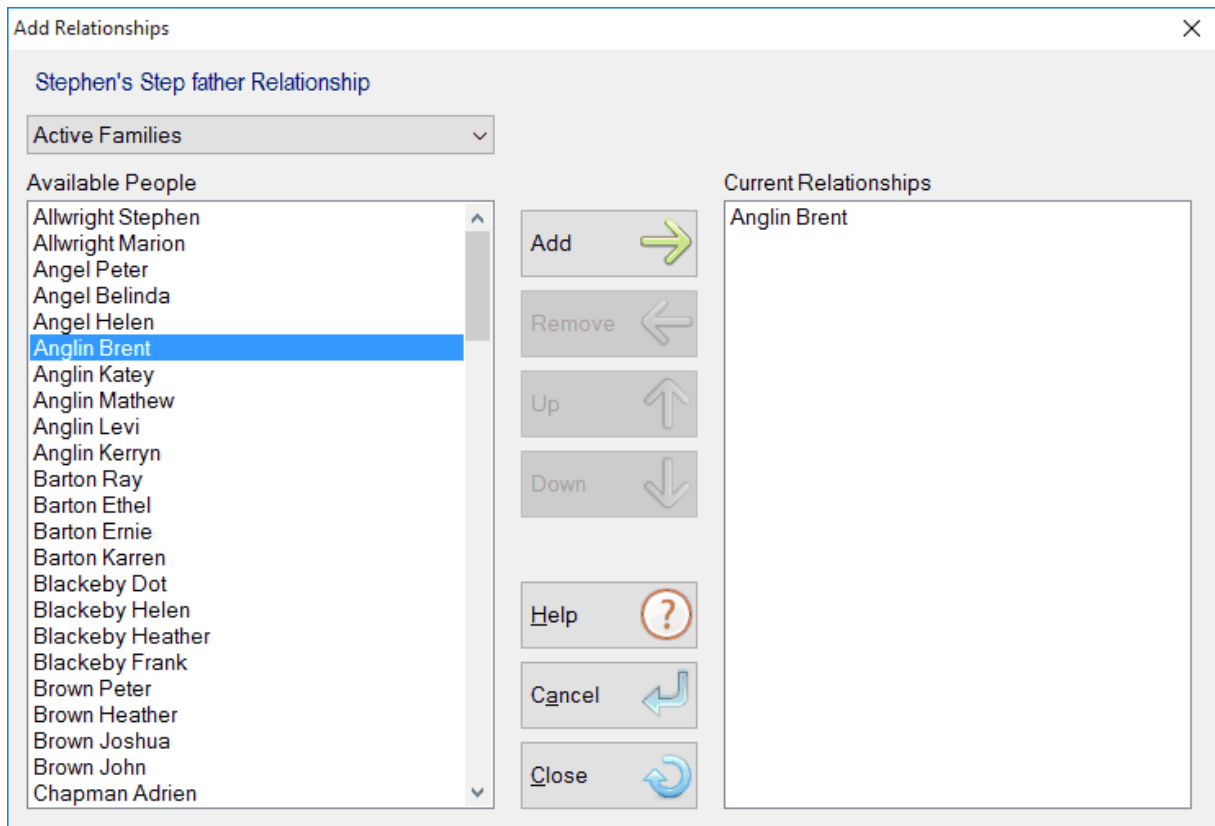 Add Relationships
Stephen's Step father Relationship
Active Families
Available People
Allwright Stephen
Allwright Marion
Angel Peter
Angel Belinda
Angel Helen
Anglin Brent
Anglin Katey
Anglin Mathew
Anglin Levi
Anglin Kerryn
Barton Ray
Barton Ethel
Barton Ernie
Barton Karren
Blackeby Dot
Blackeby Helen
Blackeby Heather
Blackeby Frank
Brown Peter
Brown Heather
Brown Joshua
Brown John
Chapman Adrien
Add
Remove
Up
Down
Help
?
Cancel
Close
Current Relationships
Anglin Brent